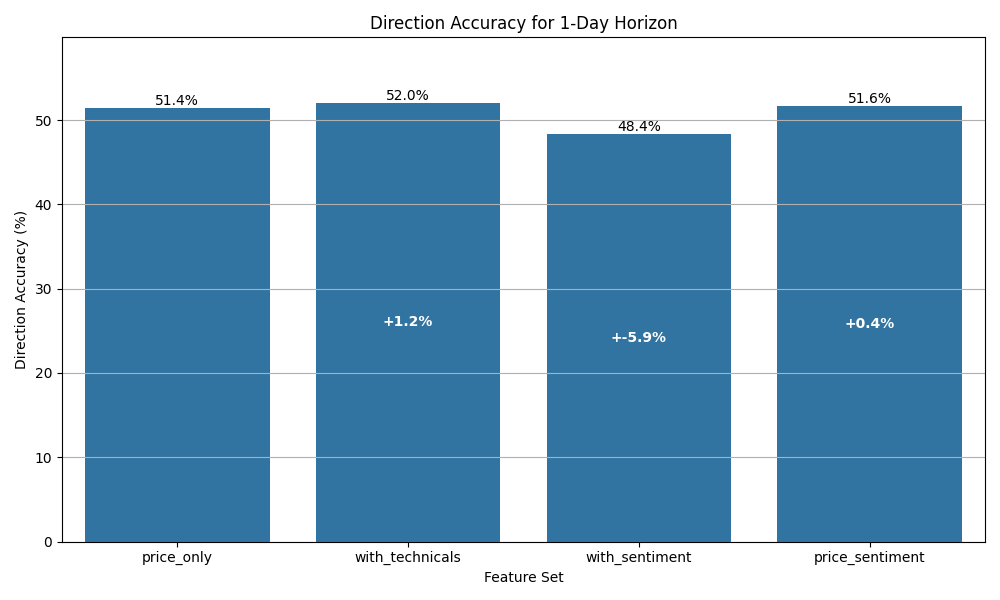 Direction Accuracy for 1-Day Horizon
51.4%
52.0%
48.4%
51.6%
+1.2%
+-5.9%
+0.4%
Direction Accuracy (%)
50
40
30
20
10
0
price_only
with_technicals
with_sentiment
price_sentiment
Feature Set